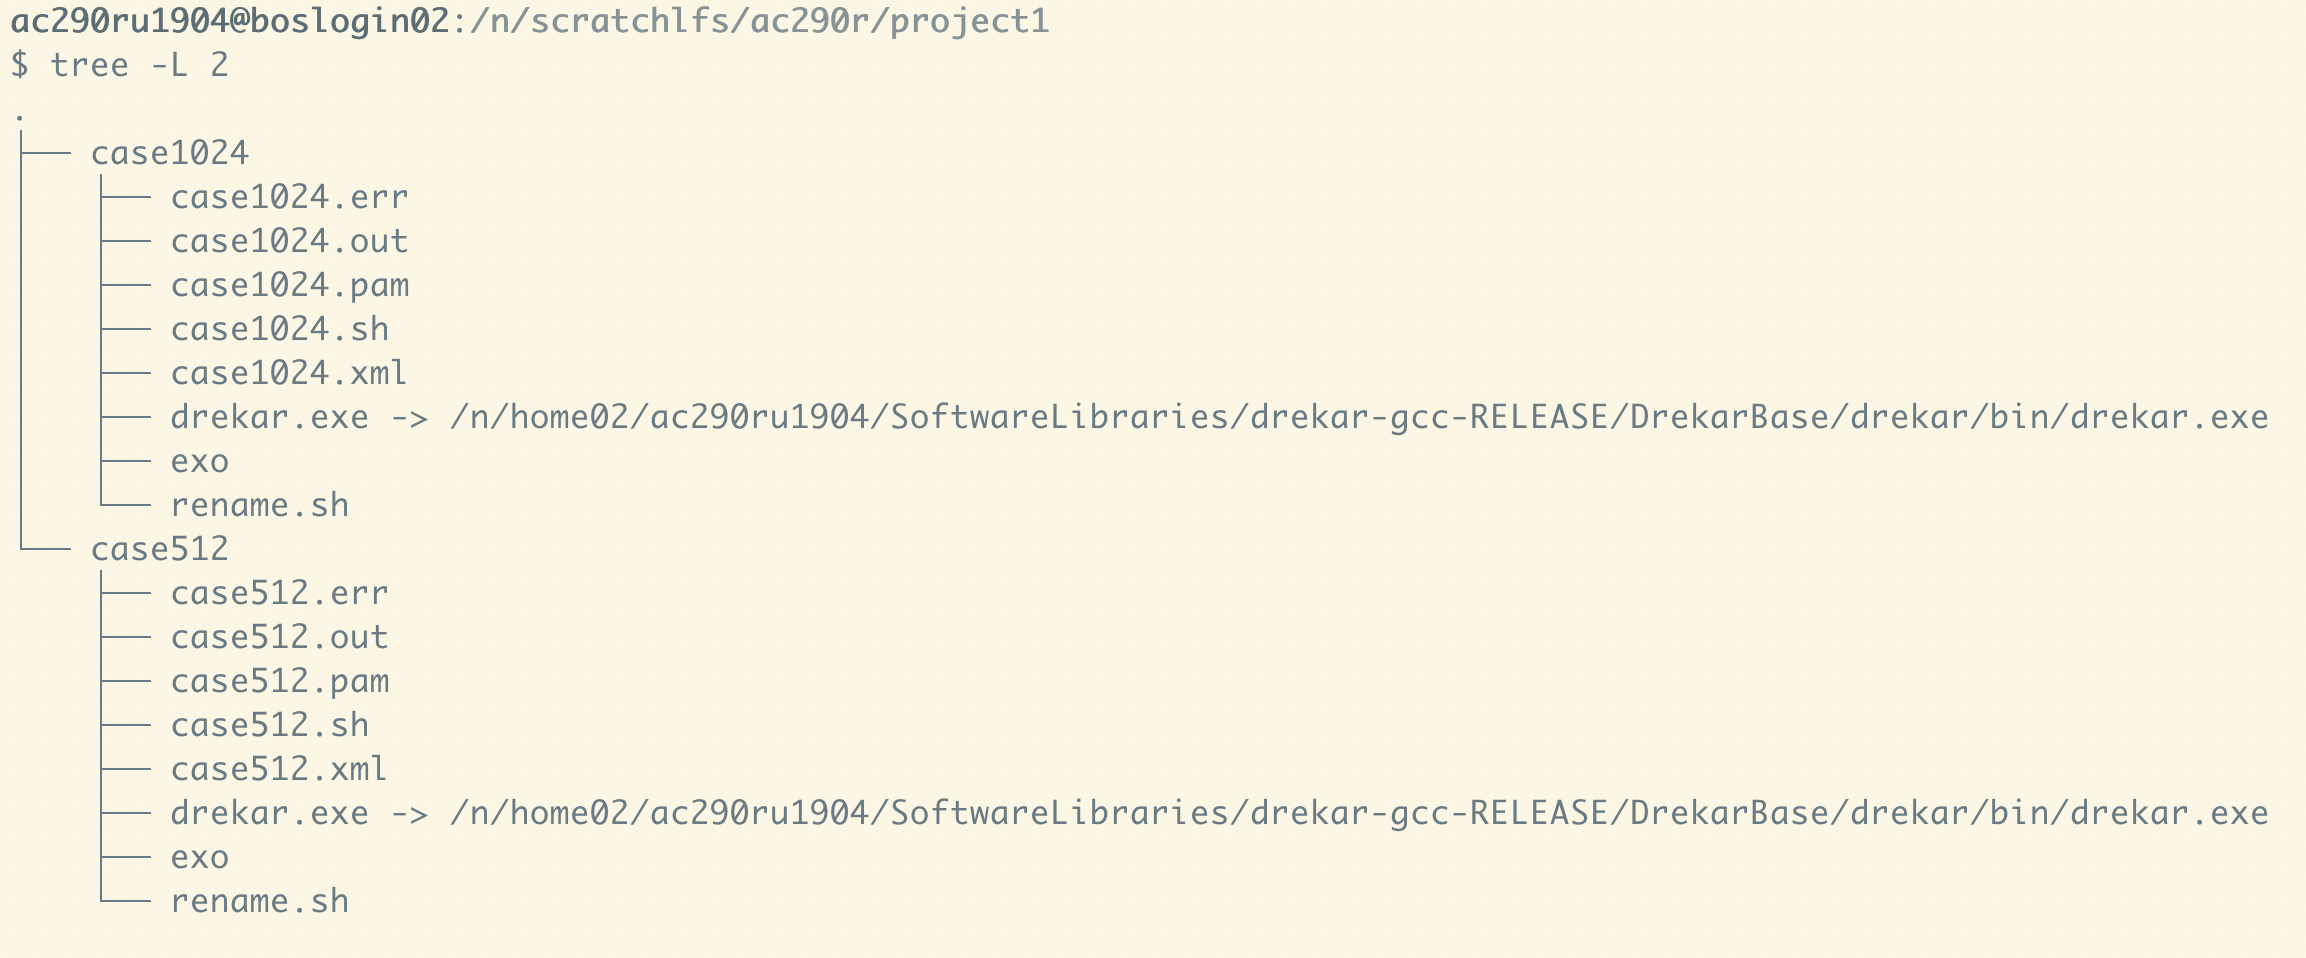 ac290ru1904@boslogin02:/n/scratchlfs/ac290r/project1
$ tree -L 2
.
├── case1024
│   ├── case1024.err
│   ├── case1024.out
│   ├── case1024.pam
│   ├── case1024.sh
│   ├── case1024.xml
│   ├── drekar.exe -> /n/home02/ac290ru1904/SoftwareLibraries/drekar-gcc-RELEASE/DrekarBase/drekar/bin/drekar.exe
│   ├── exo
│   └── rename.sh
└── case512
    ├── case512.err
    ├── case512.out
    ├── case512.pam
    ├── case512.sh
    ├── case512.xml
    ├── drekar.exe -> /n/home02/ac290ru1904/SoftwareLibraries/drekar-gcc-RELEASE/DrekarBase/drekar/bin/drekar.exe
    ├── exo
    └── rename.sh